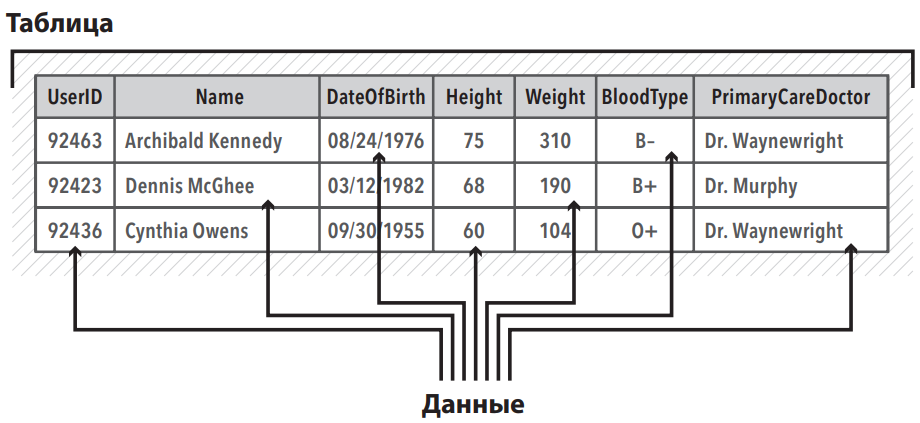 Таблица
UserID Name DateOfBirth Height Weight BloodType PrimaryCareDoctor
92463 Archibald Kennedy 08/24/1976 75 310 B– Dr. Waynewright
92423 Dennis McGhee 03/12/1982 68 190 B+ Dr. Murphy
92436 Cynthia Owens 09/30/1955 60 104 O+ Dr. Waynewright
Данные